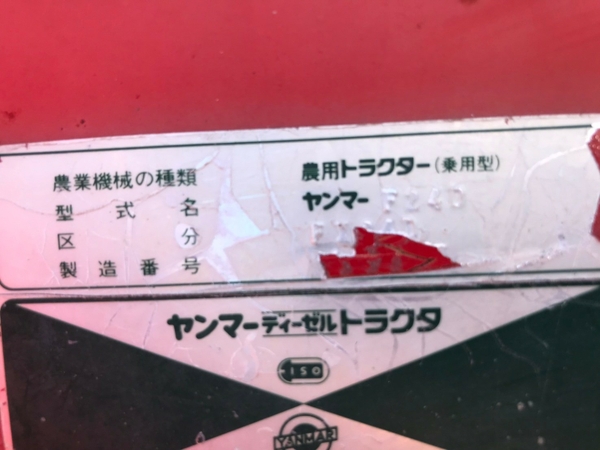 農業機械の種類 農用トラクター(乗用型)
型式名 ヤンマー F24D
区分
製造番号
ヤンマーディーゼルトラクタ
ISO
YANMAR